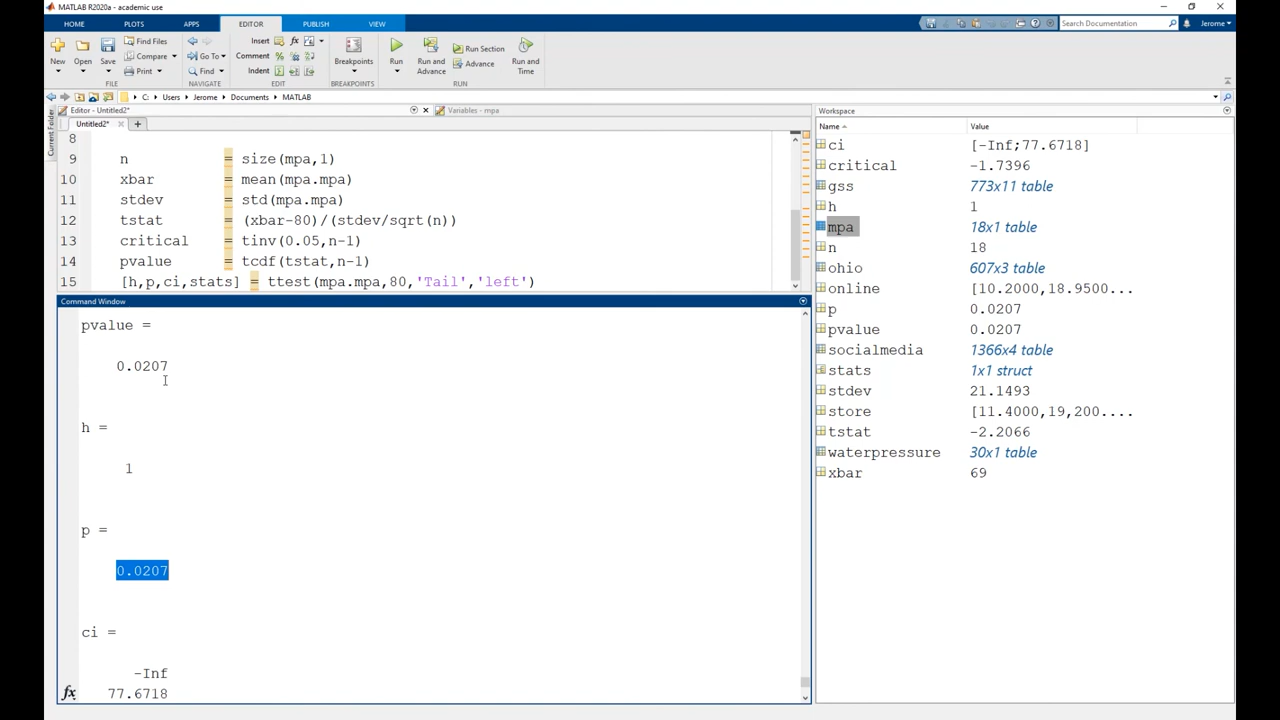 MATLAB R2020a - academic use
HOME PLOTS APPS EDITOR PUBLISH VIEW Search Documentation Jerome
New Open Save Find Files Compare Print Go To Find Insert Comment Indent fx Breakpoints Run Run and Advance Run Section Advance Run and Time
FILE NAVIGATE EDIT BREAKPOINTS RUN
C: Users Jerome Documents MATLAB
Current Folder
Editor - Untitled2* Variables - mpa
Untitled2* +
8
9 n = size(mpa,1)
10 xbar = mean(mpa.mpa)
11 stdev = std(mpa.mpa)
12 tstat = (xbar-80)/(stdev/sqrt(n))
13 critical = tinv(0.05,n-1)
14 pvalue = tcdf(tstat,n-1)
15 [h,p,ci,stats] = ttest(mpa.mpa,80,'Tail','left')
Command Window
pvalue =
0.0207
h =
1
p =
0.0207
ci =
-Inf
77.6718
fx
Workspace
Name Value
ci [-Inf;77.6718]
critical -1.7396
gss 773x11 table
h 1
mpa 18x1 table
n 18
ohio 607x3 table
online [10.2000,18.9500...
p 0.0207
pvalue 0.0207
socialmedia 1366x4 table
stats 1x1 struct
stdev 21.1493
store [11.4000,19,200....
tstat -2.2066
waterpressure 30x1 table
xbar 69